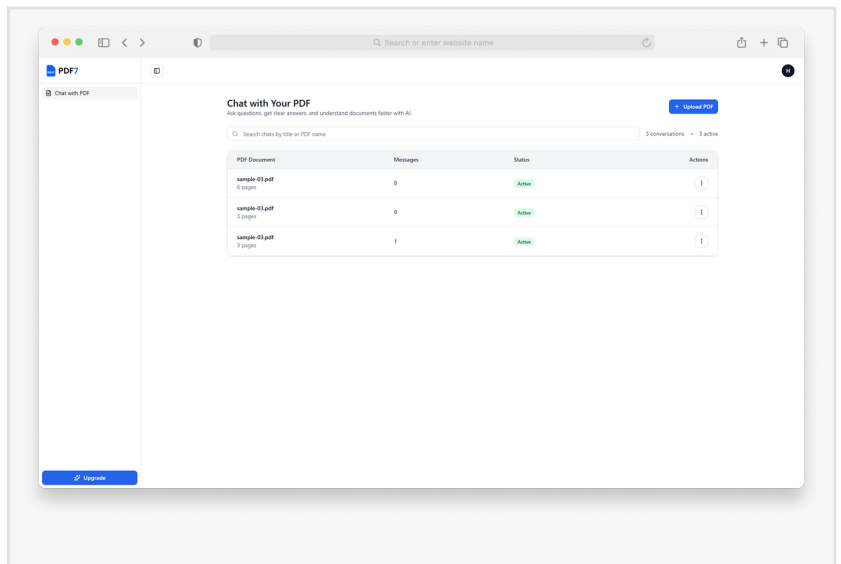 Search or enter website name
PDF7
H
Chat with PDF
Chat with Your PDF
Ask questions, get clear answers, and understand documents faster with AI.
+ Upload PDF
Search chats by title or PDF name
3 conversations • 3 active
PDF Document Messages Status Actions
sample-03.pdf
6 pages
0 Active
sample-03.pdf
3 pages
0 Active
sample-03.pdf
3 pages
1 Active
Upgrade